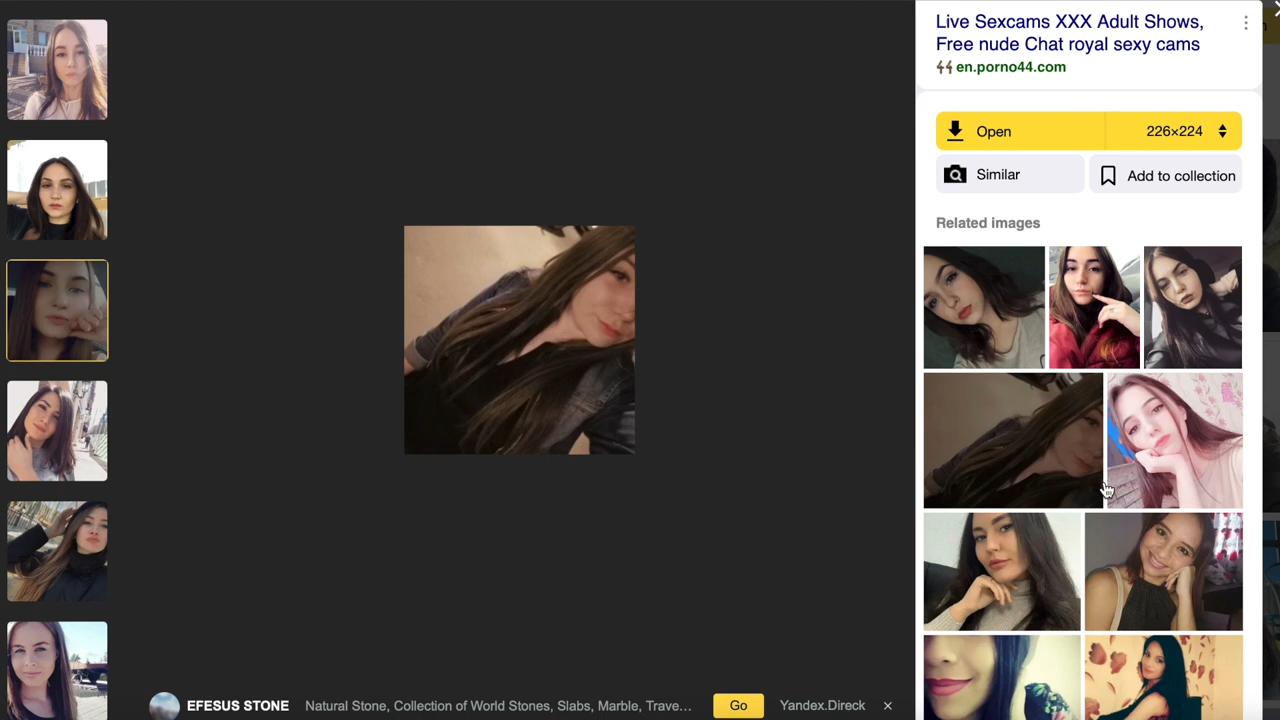 Live Sexcams XXX Adult Shows,
Free nude Chat royal sexy cams
en.porno44.com
Open
226×224
Similar
Add to collection
Related images
EFESUS STONE
Natural Stone, Collection of World Stones, Slabs, Marble, Trave...
Go
Yandex.Direck